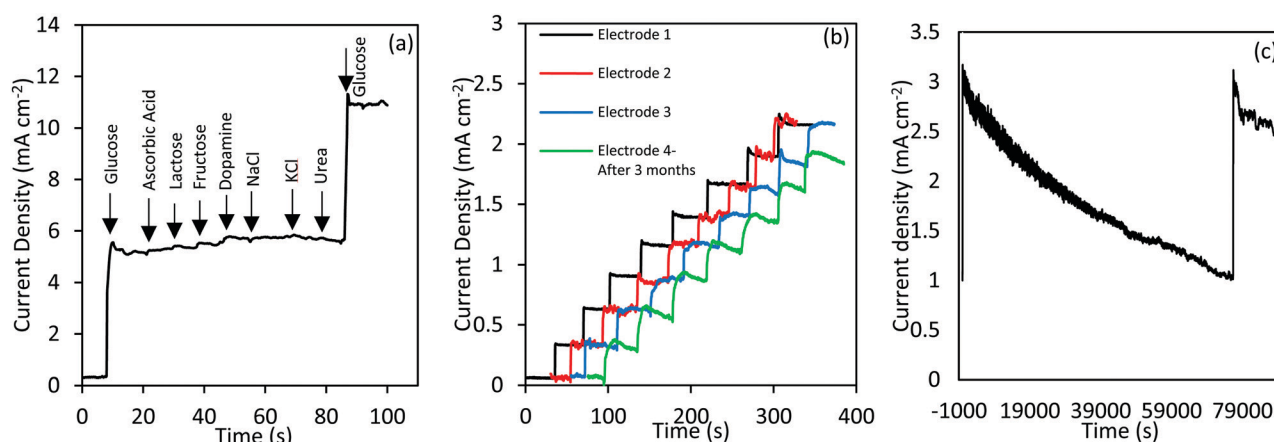 (a)
Current Density (mA cm⁻²)
14
12
10
8
6
4
2
0
Glucose
Ascorbic Acid
Lactose
Fructose
Dopamine
NaCl
KCl
Urea
Glucose
0
20
40
60
80
100
Time (s)
(b)
Current Density (mA cm⁻²)
3
2.5
2
1.5
1
0.5
0
Electrode 1
Electrode 2
Electrode 3
Electrode 4-
After 3 months
0
100
200
300
400
Time (s)
(c)
Current density (mA cm⁻²)
3.5
3
2.5
2
1.5
1
0.5
0
-1000
19000
39000
59000
79000
Time (s)